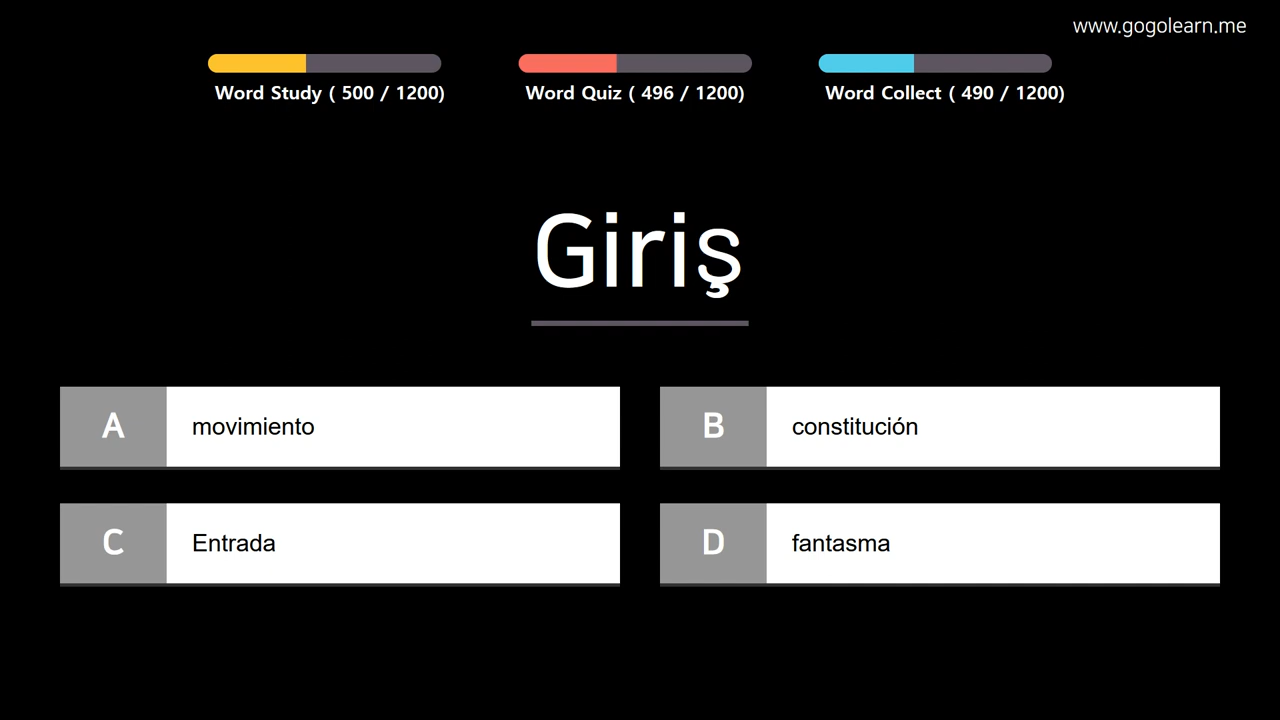 www.gogolearn.me
Word Study ( 500 / 1200)
Word Quiz ( 496 / 1200)
Word Collect ( 490 / 1200)
Giriş
A movimiento
B constitución
C Entrada
D fantasma